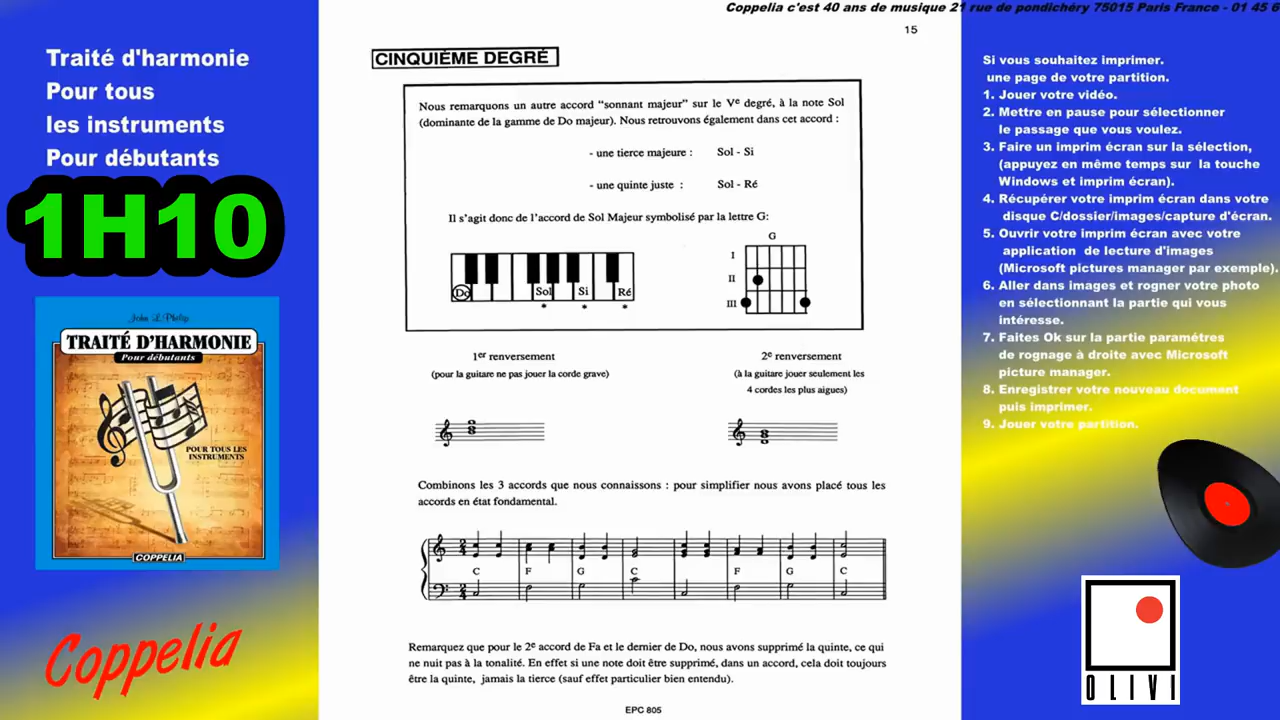 Coppelia c'est 40 ans de musique 21 rue de pondichéry 75015 Paris France - 01 45 6
Traité d'harmonie
Pour tous
les instruments
Pour débutants
1H10
John L. Philip
TRAITÉ D'HARMONIE
Pour débutants
POUR TOUS LES
INSTRUMENTS
COPPELIA
Coppelia
15
CINQUIÈME DEGRÉ
Nous remarquons un autre accord “sonnant majeur” sur le Ve degré, à la note Sol
(dominante de la gamme de Do majeur). Nous retrouvons également dans cet accord :
- une tierce majeure : Sol - Si
- une quinte juste : Sol - Ré
Il s’agit donc de l’accord de Sol Majeur symbolisé par la lettre G:
G
I
II
III
Do Sol Si Ré
* * *
1er renversement
(pour la guitare ne pas jouer la corde grave)
2e renversement
(à la guitare jouer seulement les
4 cordes les plus aigues)
Combinons les 3 accords que nous connaissons : pour simplifier nous avons placé tous les
accords en état fondamental.
2 4
C F G C F G C
2 4
Remarquez que pour le 2e accord de Fa et le dernier de Do, nous avons supprimé la quinte, ce qui
ne nuit pas à la tonalité. En effet si une note doit être supprimé, dans un accord, cela doit toujours
être la quinte, jamais la tierce (sauf effet particulier bien entendu).
EPC 805
Si vous souhaitez imprimer.
une page de votre partition.
1. Jouer votre vidéo.
2. Mettre en pause pour sélectionner
le passage que vous voulez.
3. Faire un imprim écran sur la sélection,
(appuyez en même temps sur la touche
Windows et imprim écran).
4. Récupérer votre imprim écran dans votre
disque C/dossier/images/capture d'écran.
5. Ouvrir votre imprim écran avec votre
application de lecture d'images
(Microsoft pictures manager par exemple).
6. Aller dans images et rogner votre photo
en sélectionnant la partie qui vous
intéresse.
7. Faites Ok sur la partie paramétres
de rognage à droite avec Microsoft
picture manager.
8. Enregistrer votre nouveau document
puis imprimer.
9. Jouer votre partition.
OLIVI